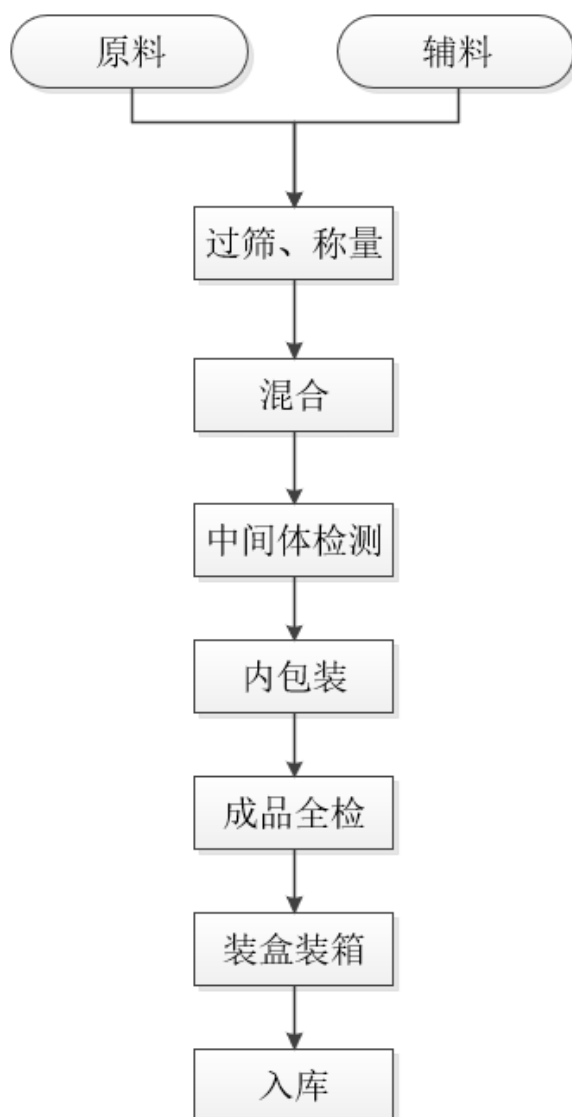 原料
辅料
过筛、称量
混合
中间体检测
内包装
成品全检
装盒装箱
入库